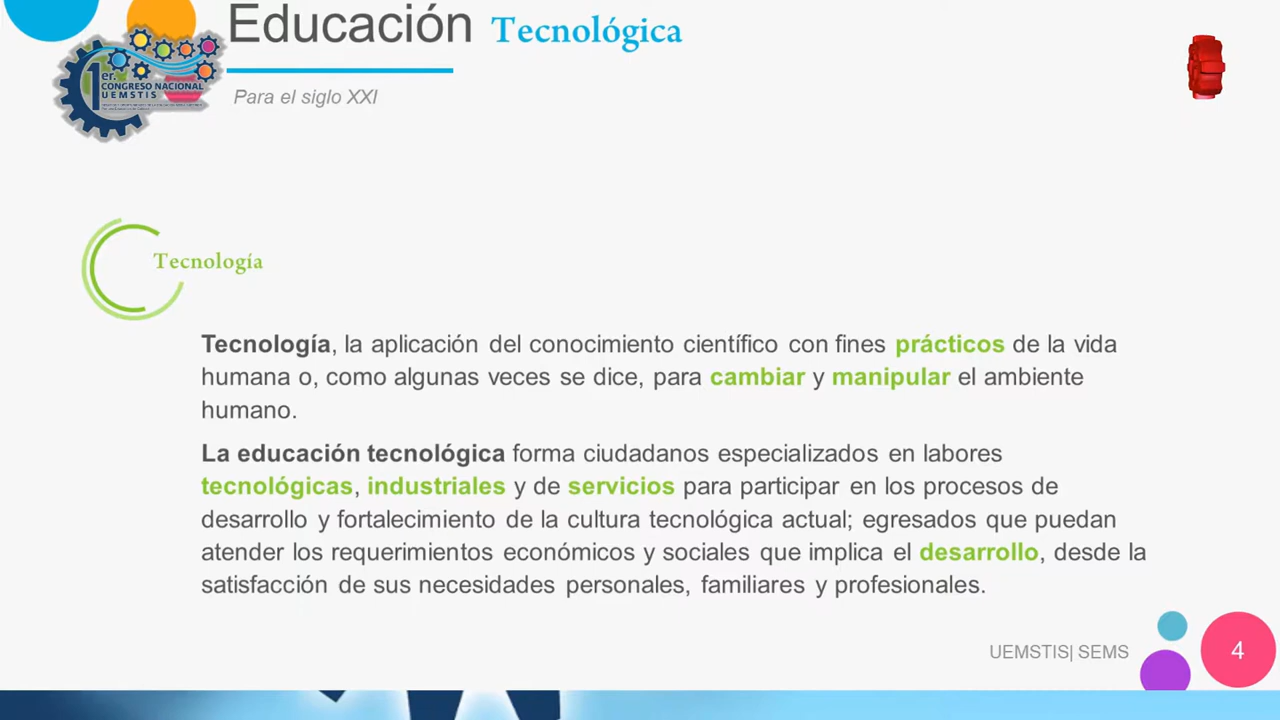 Educación Tecnológica
Para el siglo XXI
1er.
CONGRESO NACIONAL
UEMSTIS
Tecnología
Tecnología, la aplicación del conocimiento científico con fines prácticos de la vida
humana o, como algunas veces se dice, para cambiar y manipular el ambiente
humano.
La educación tecnológica forma ciudadanos especializados en labores
tecnológicas, industriales y de servicios para participar en los procesos de
desarrollo y fortalecimiento de la cultura tecnológica actual; egresados que puedan
atender los requerimientos económicos y sociales que implica el desarrollo, desde la
satisfacción de sus necesidades personales, familiares y profesionales.
UEMSTIS| SEMS
4